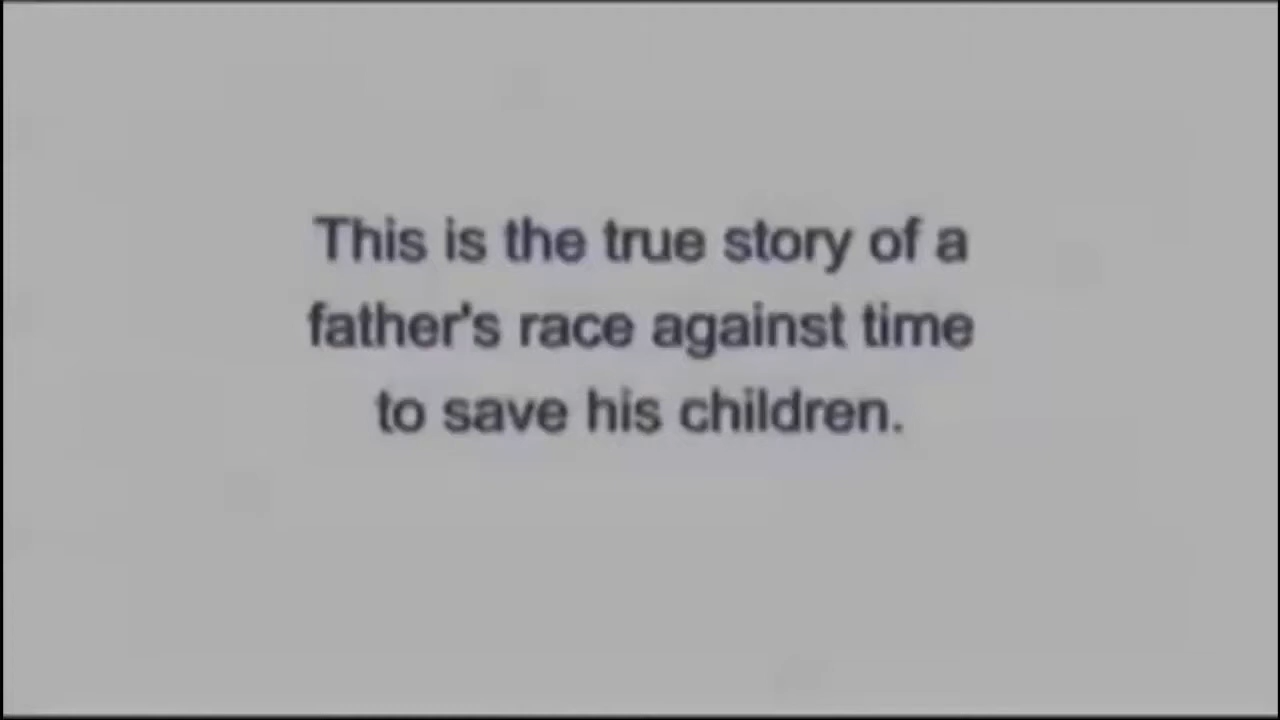 This is the true story of a
father's race against time
to save his children.